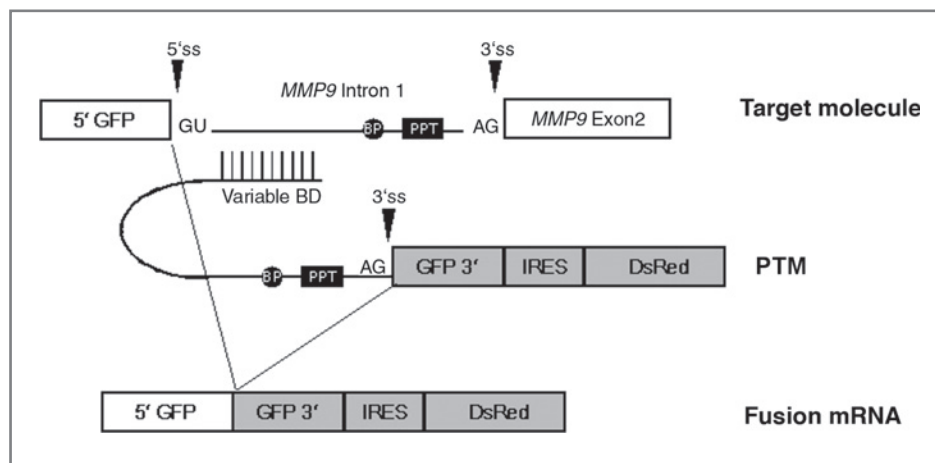 5‘ss 3‘ss
MMP9 Intron 1
5‘ GFP GU BP PPT AG MMP9 Exon2 Target molecule
Variable BD
3‘ss
BP PPT AG GFP 3‘ IRES DsRed PTM
5‘ GFP GFP 3‘ IRES DsRed Fusion mRNA